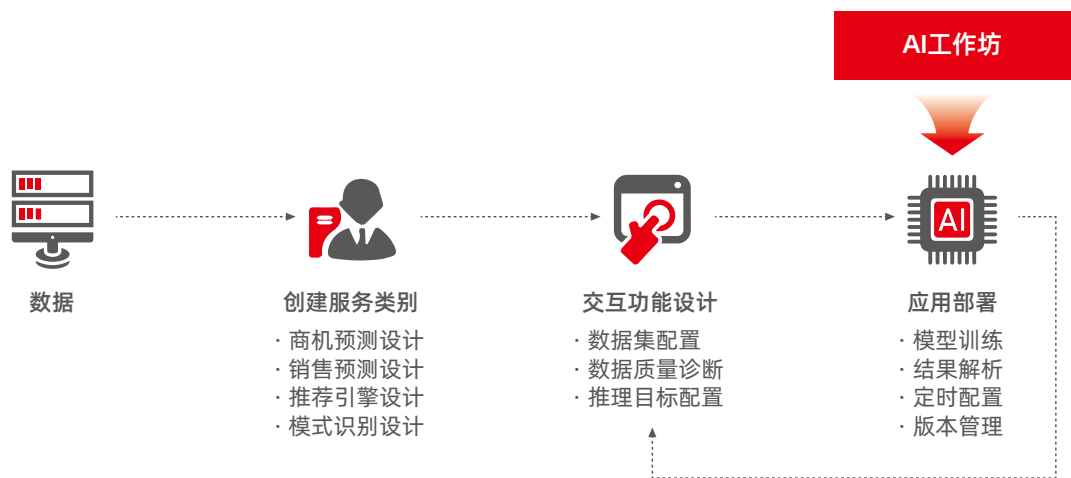 AI工作坊
AI
数据
创建服务类别
· 商机预测设计
· 销售预测设计
· 推荐引擎设计
· 模式识别设计
交互功能设计
· 数据集配置
· 数据质量诊断
· 推理目标配置
应用部署
· 模型训练
· 结果解析
· 定时配置
· 版本管理